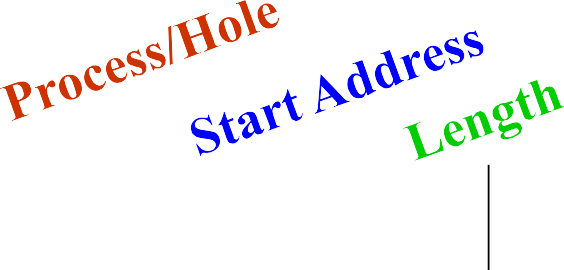 Process/Hole
Start Address
Length